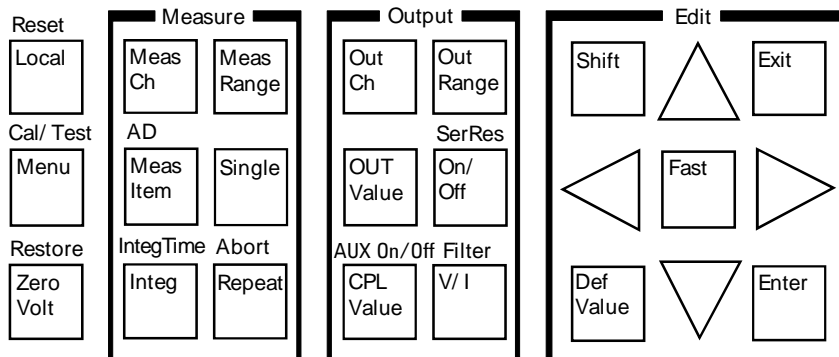 Measure
Output
Edit
Reset
Local
Meas
Ch
Meas
Range
Out
Ch
Out
Range
Shift
Exit
Cal/ Test
AD
SerRes
Menu
Meas
Item
Single
OUT
Value
On/
Off
Fast
Restore
IntegTime
Abort
AUX On/Off
Filter
Zero
Volt
Integ
Repeat
CPL
Value
V/ I
Def
Value
Enter